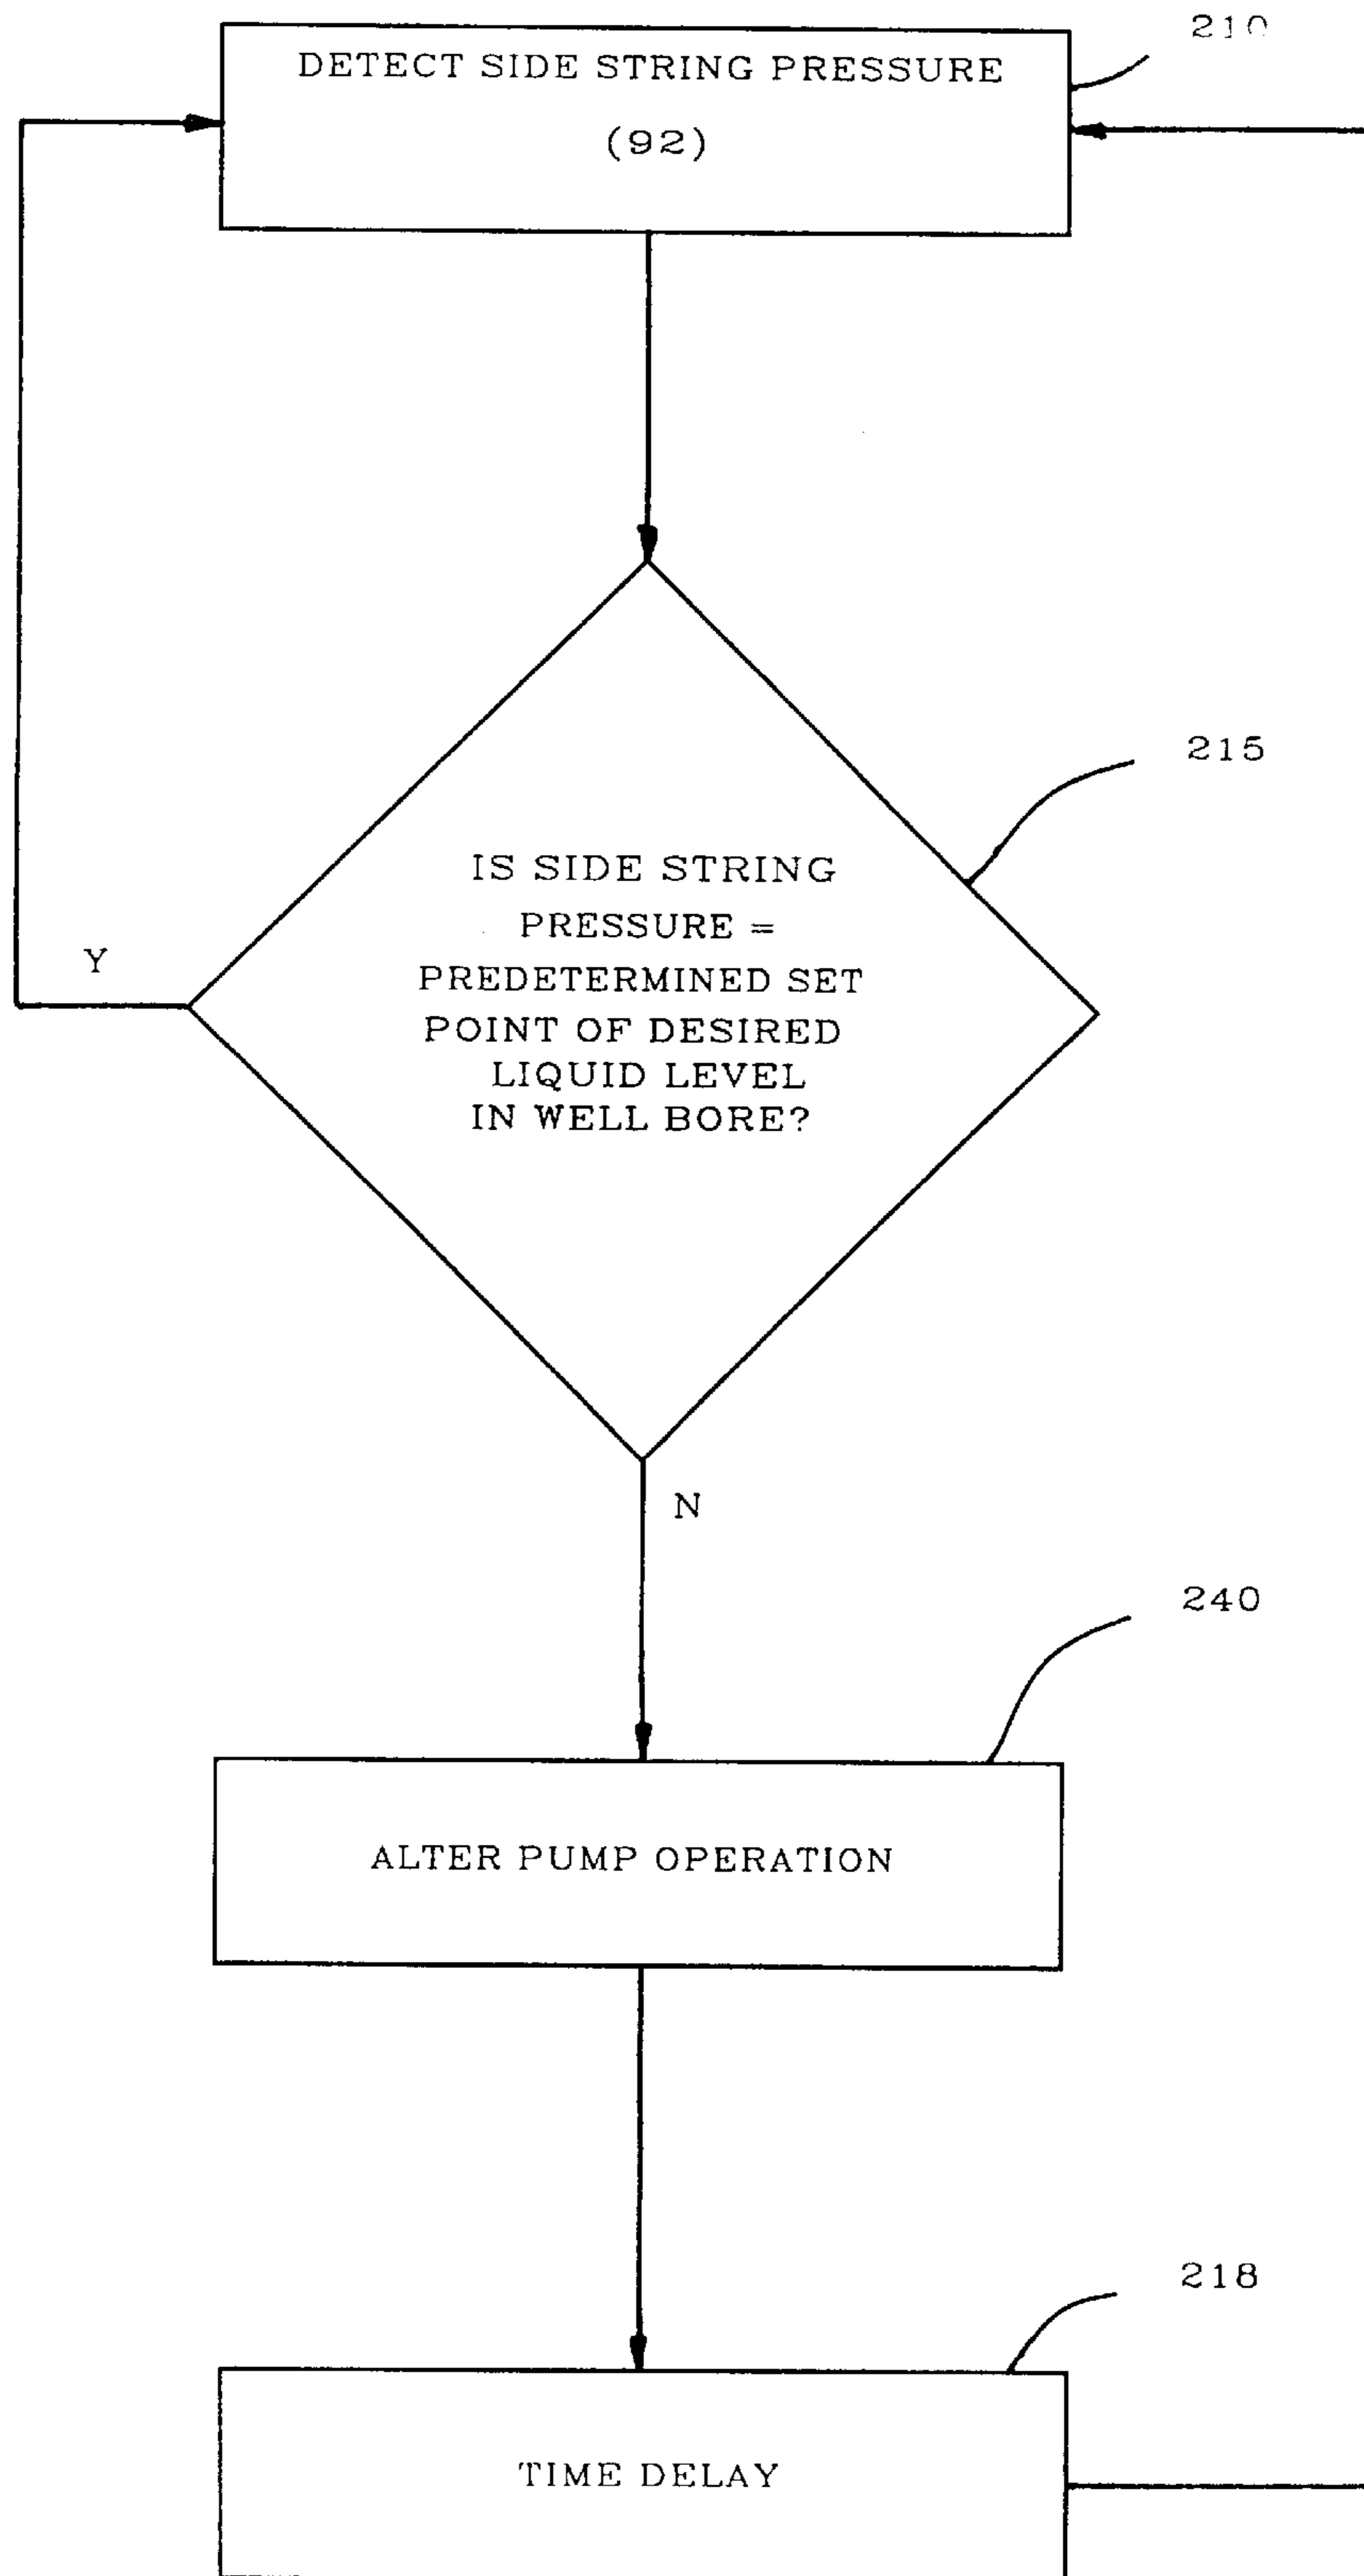 210
DETECT SIDE STRING PRESSURE
(92)
215
IS SIDE STRING
PRESSURE =
PREDETERMINED SET
POINT OF DESIRED
LIQUID LEVEL
IN WELL BORE?
Y
N
240
ALTER PUMP OPERATION
218
TIME DELAY